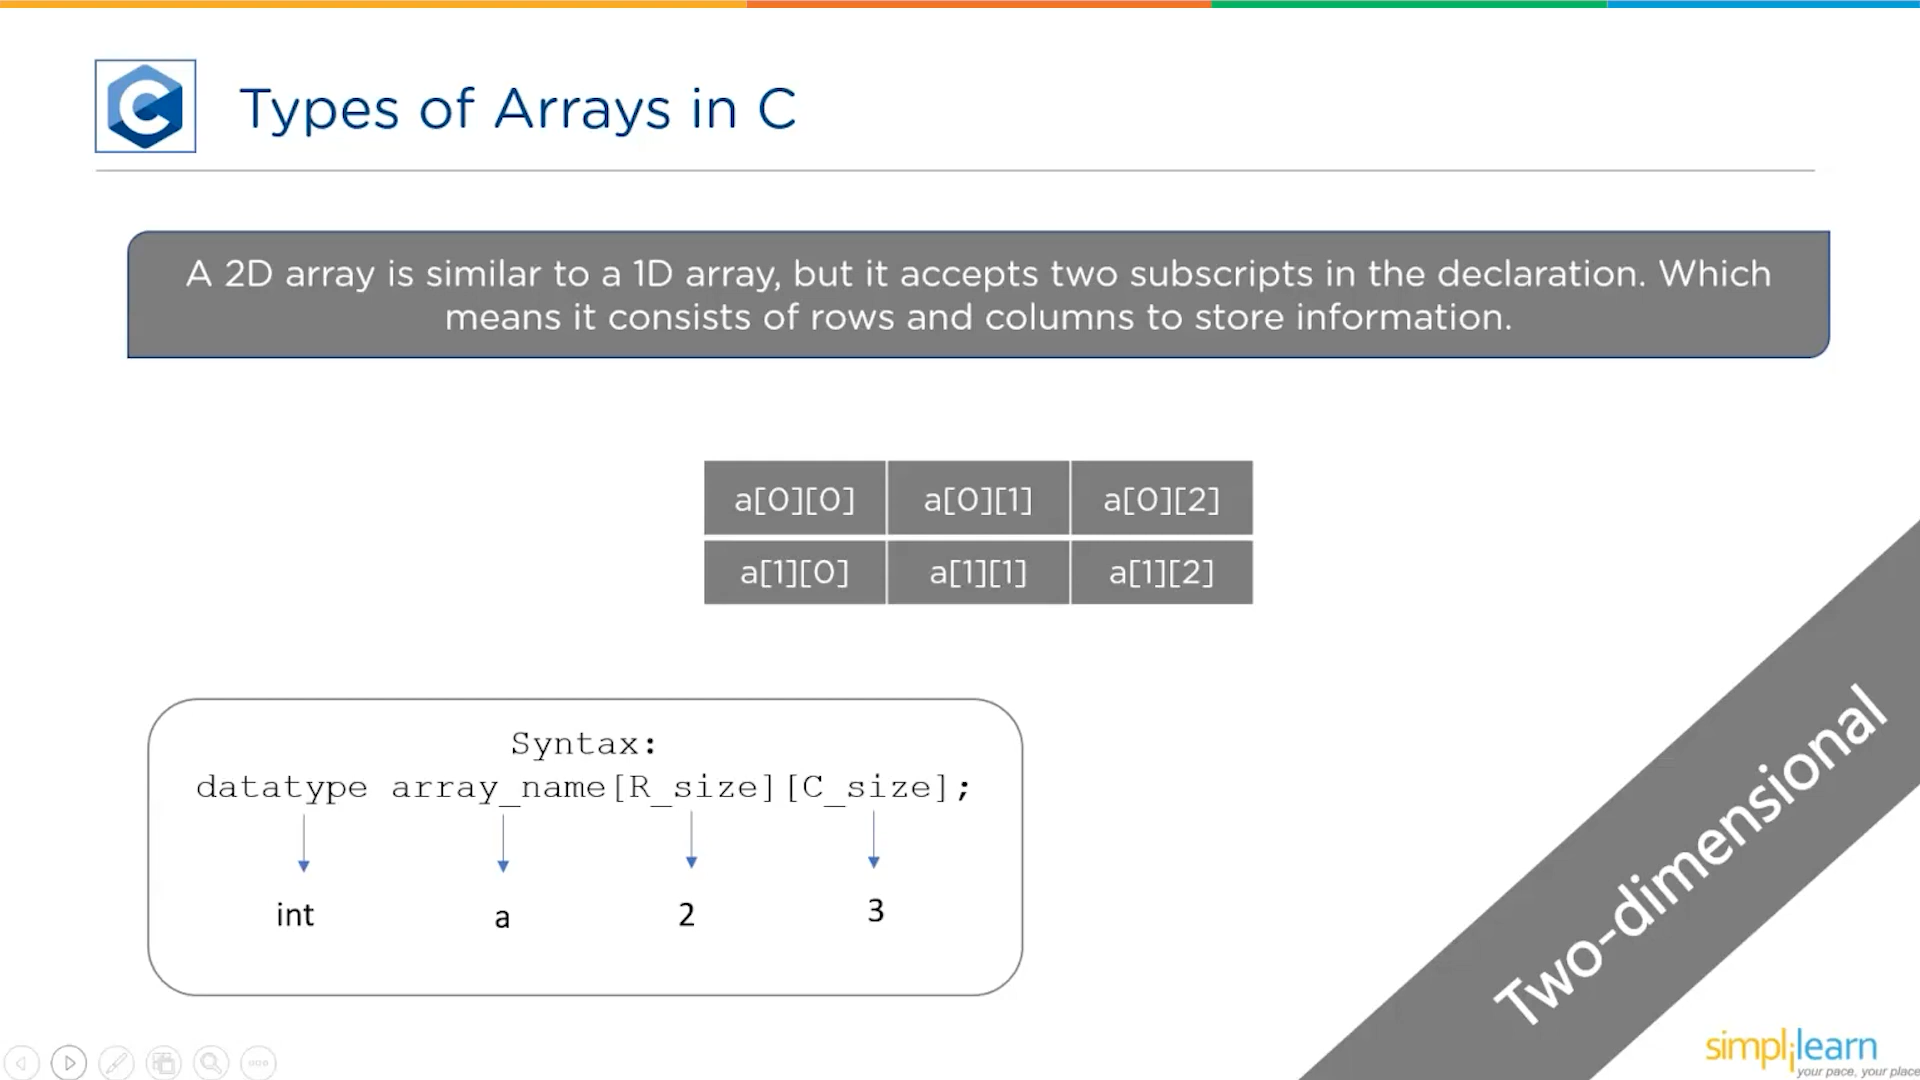 Types of Arrays in C
A 2D array is similar to a 1D array, but it accepts two subscripts in the declaration. Which
means it consists of rows and columns to store information.
a[0][0] a[0][1] a[0][2]
a[1][0] a[1][1] a[1][2]
Syntax:
datatype array_name[R_size][C_size];
int a 2 3
Two-dimensional
simplilearn
your pace, your place